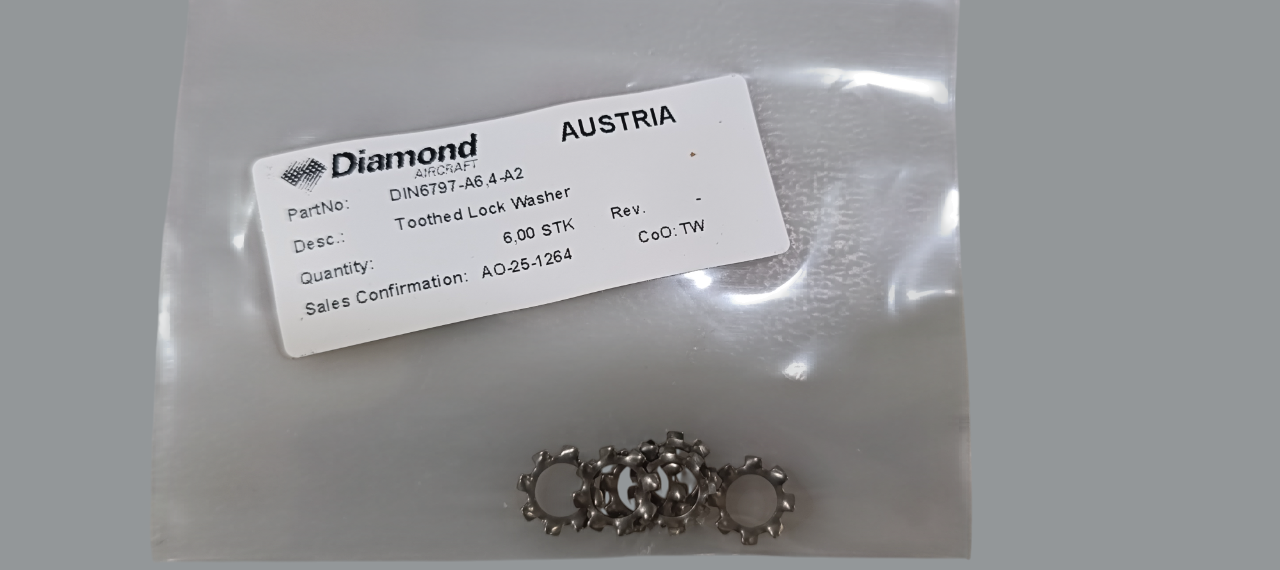 Diamond
AIRCRAFT
AUSTRIA
PartNo: DIN6797-A6,4-A2
Desc.: Toothed Lock Washer
Quantity: 6,00 STK Rev. -
Sales Confirmation: AO-25-1264 CoO: TW